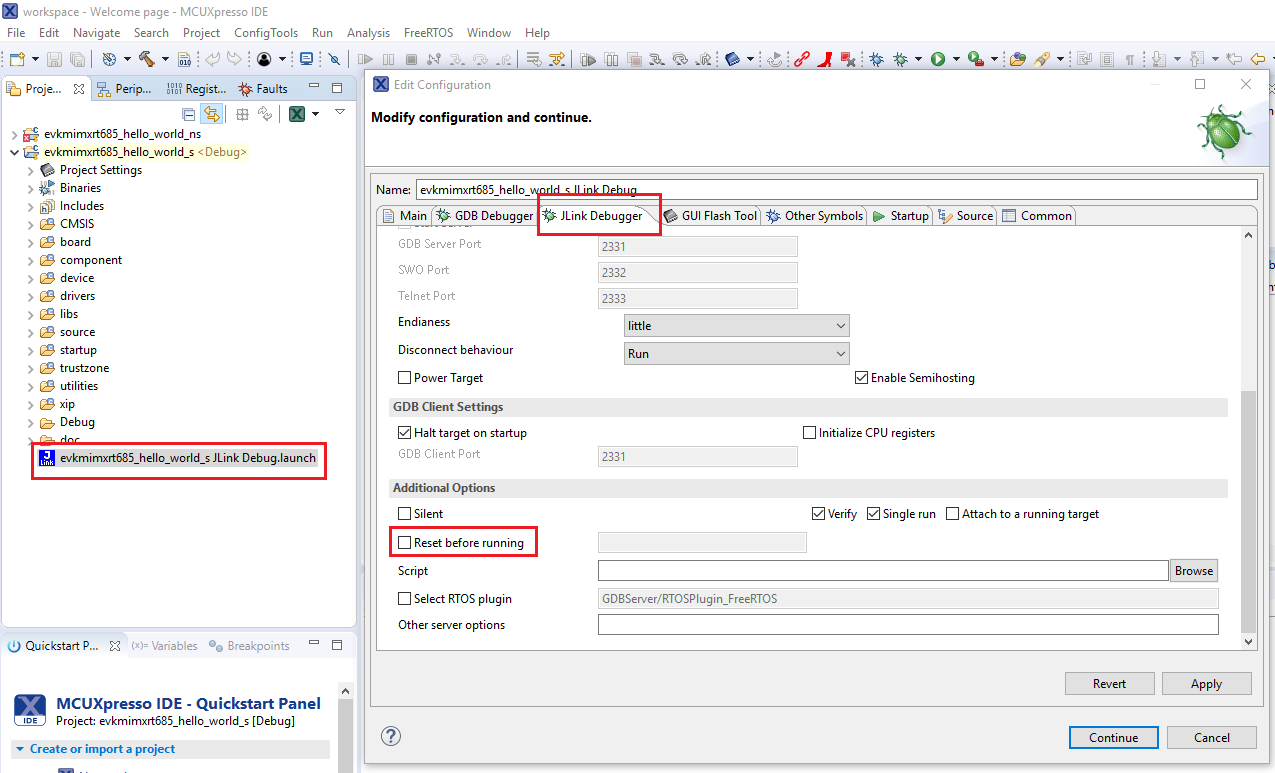 workspace - Welcome page - MCUXpresso IDE
File Edit Navigate Search Project ConfigTools Run Analysis FreeRTOS Window Help
Proje... Perip... Regist... Faults
evkmimxrt685_hello_world_ns
evkmimxrt685_hello_world_s <Debug>
Project Settings
Binaries
Includes
CMSIS
board
component
device
drivers
libs
source
startup
trustzone
utilities
xip
Debug
doc
evkmimxrt685_hello_world_s JLink Debug.launch
Quickstart P... (x)= Variables Breakpoints
MCUXpresso IDE - Quickstart Panel
Project: evkmimxrt685_hello_world_s [Debug]
Create or import a project
Edit Configuration
Modify configuration and continue.
Name: evkmimxrt685_hello_world_s JLink Debug
Main GDB Debugger JLink Debugger GUI Flash Tool Other Symbols Startup Source Common
GDB Server Port 2331
SWO Port 2332
Telnet Port 2333
Endianess little
Disconnect behaviour Run
Power Target Enable Semihosting
GDB Client Settings
Halt target on startup Initialize CPU registers
GDB Client Port 2331
Additional Options
Silent Verify Single run Attach to a running target
Reset before running
Script Browse
Select RTOS plugin GDBServer/RTOSPlugin_FreeRTOS
Other server options
Revert Apply
Continue Cancel